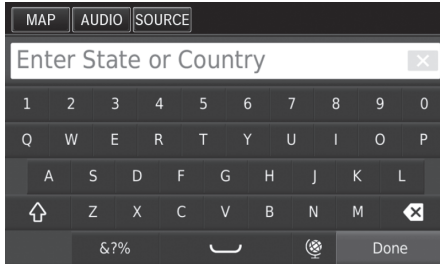 MAP AUDIO SOURCE
Enter State or Country
1 2 3 4 5 6 7 8 9 0
Q W E R T Y U I O P
A S D F G H J K L
Z X C V B N M
&?% Done